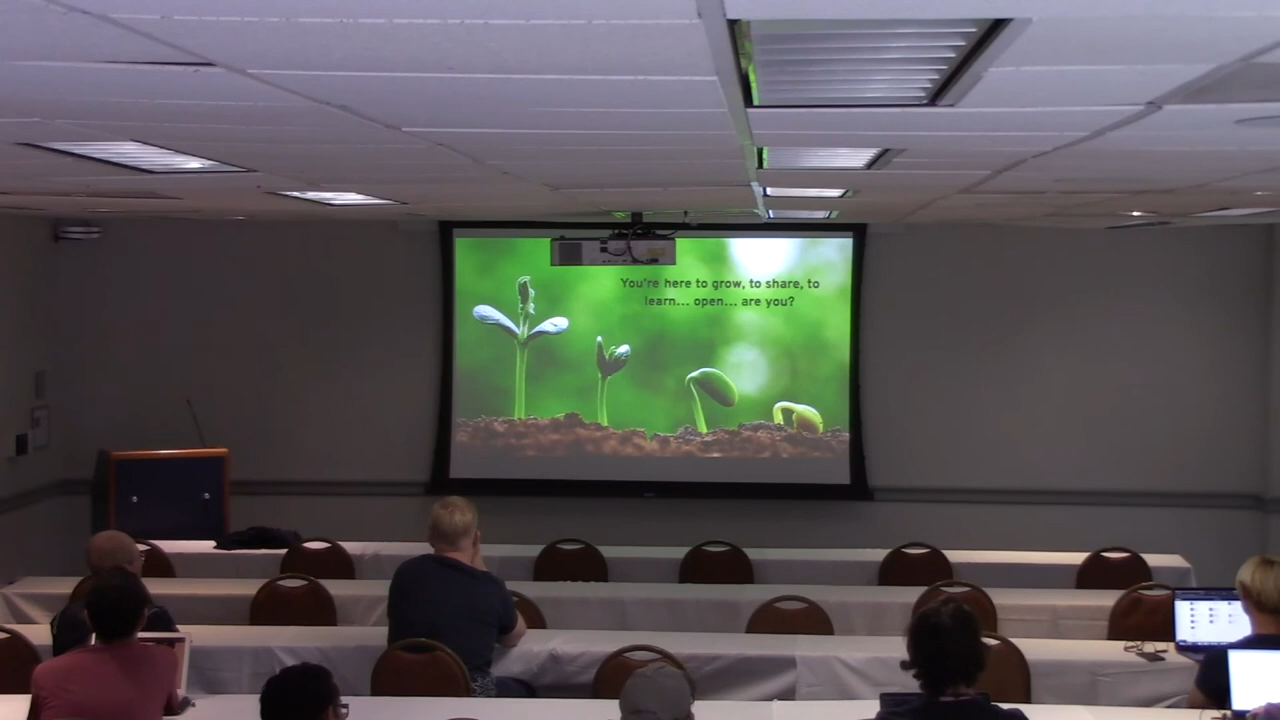 You're here to grow, to share, to
learn... open... are you?